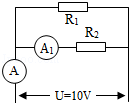 R₁
A₁ R₂
A
U=10V